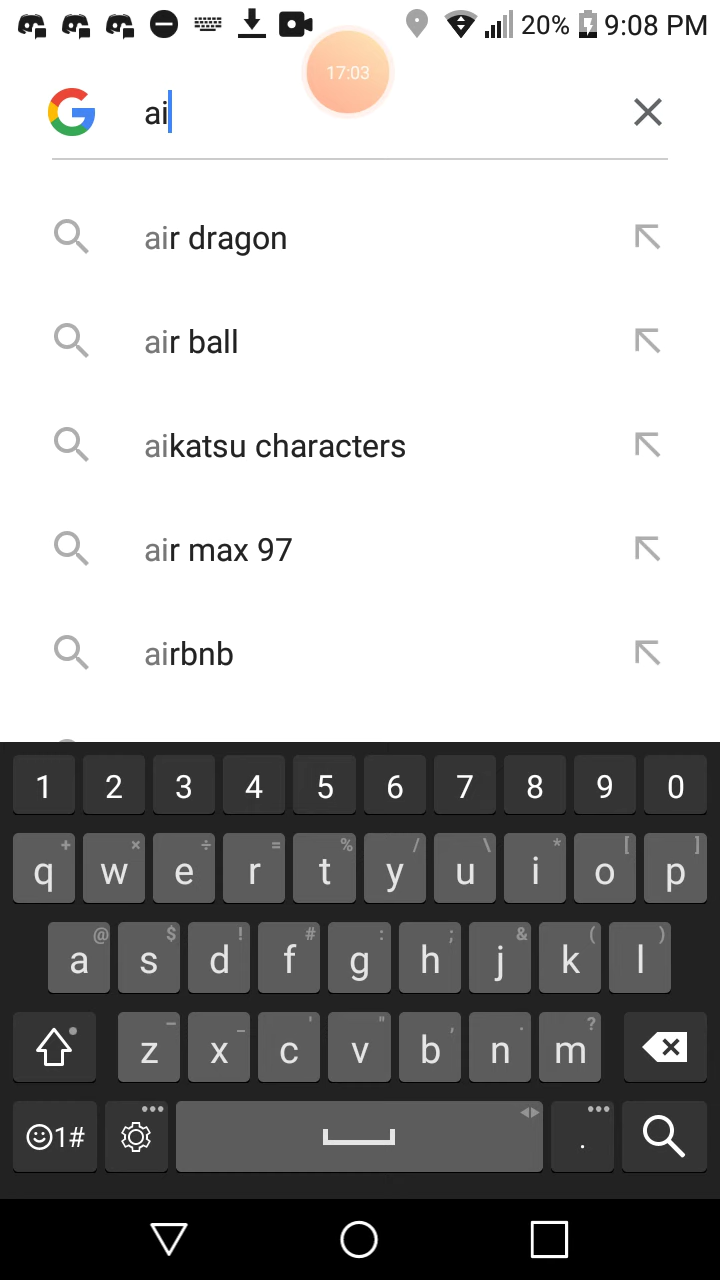 20% 9:08 PM
17:03
ai
air dragon
air ball
aikatsu characters
air max 97
airbnb
1 2 3 4 5 6 7 8 9 0
+ × ÷ = % / \ * [ ]
q w e r t y u i o p
@ $ ! # : ; & ( )
a s d f g h j k l
- _ ' " , . ?
z x c v b n m
1# .